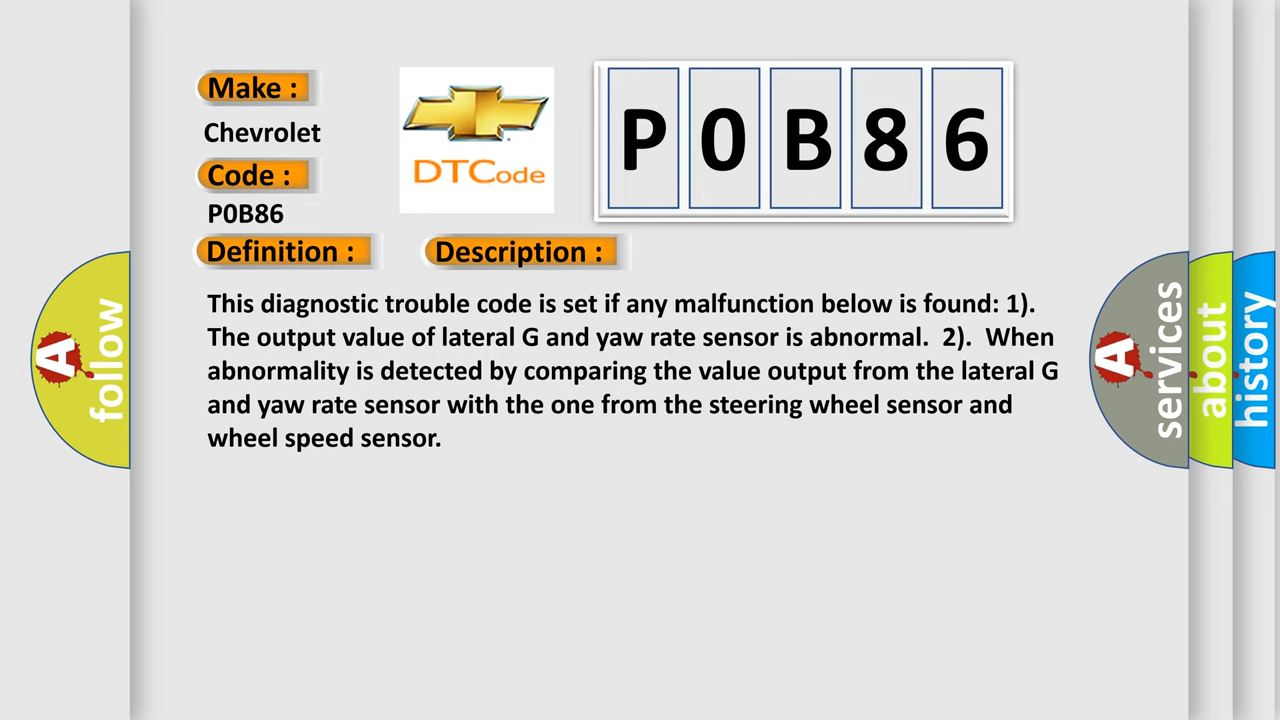 Make :
Chevrolet
Code :
P0B86
DTCode
P0B86
Definition :
Description :
This diagnostic trouble code is set if any malfunction below is found: 1).
The output value of lateral G and yaw rate sensor is abnormal. 2). When
abnormality is detected by comparing the value output from the lateral G
and yaw rate sensor with the one from the steering wheel sensor and
wheel speed sensor.
A
follow
A
services
about
history